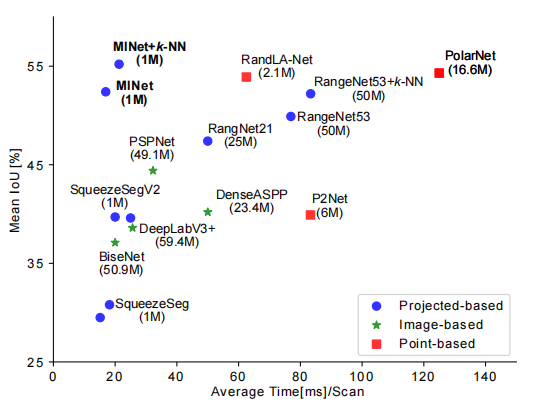 MINet+k-NN
(1M)
MINet
(1M)
RandLA-Net
(2.1M)
PolarNet
(16.6M)
RangeNet53+k-NN
(50M)
RangeNet53
(50M)
RangNet21
(25M)
PSPNet
(49.1M)
SqueezeSegV2
(1M)
DenseASPP
(23.4M)
P2Net
(6M)
DeepLabV3+
(59.4M)
BiseNet
(50.9M)
SqueezeSeg
(1M)
Projected-based
Image-based
Point-based
Mean IoU[%]
55
45
35
25
0 20 40 60 80 100 120 140
Average Time[ms]/Scan